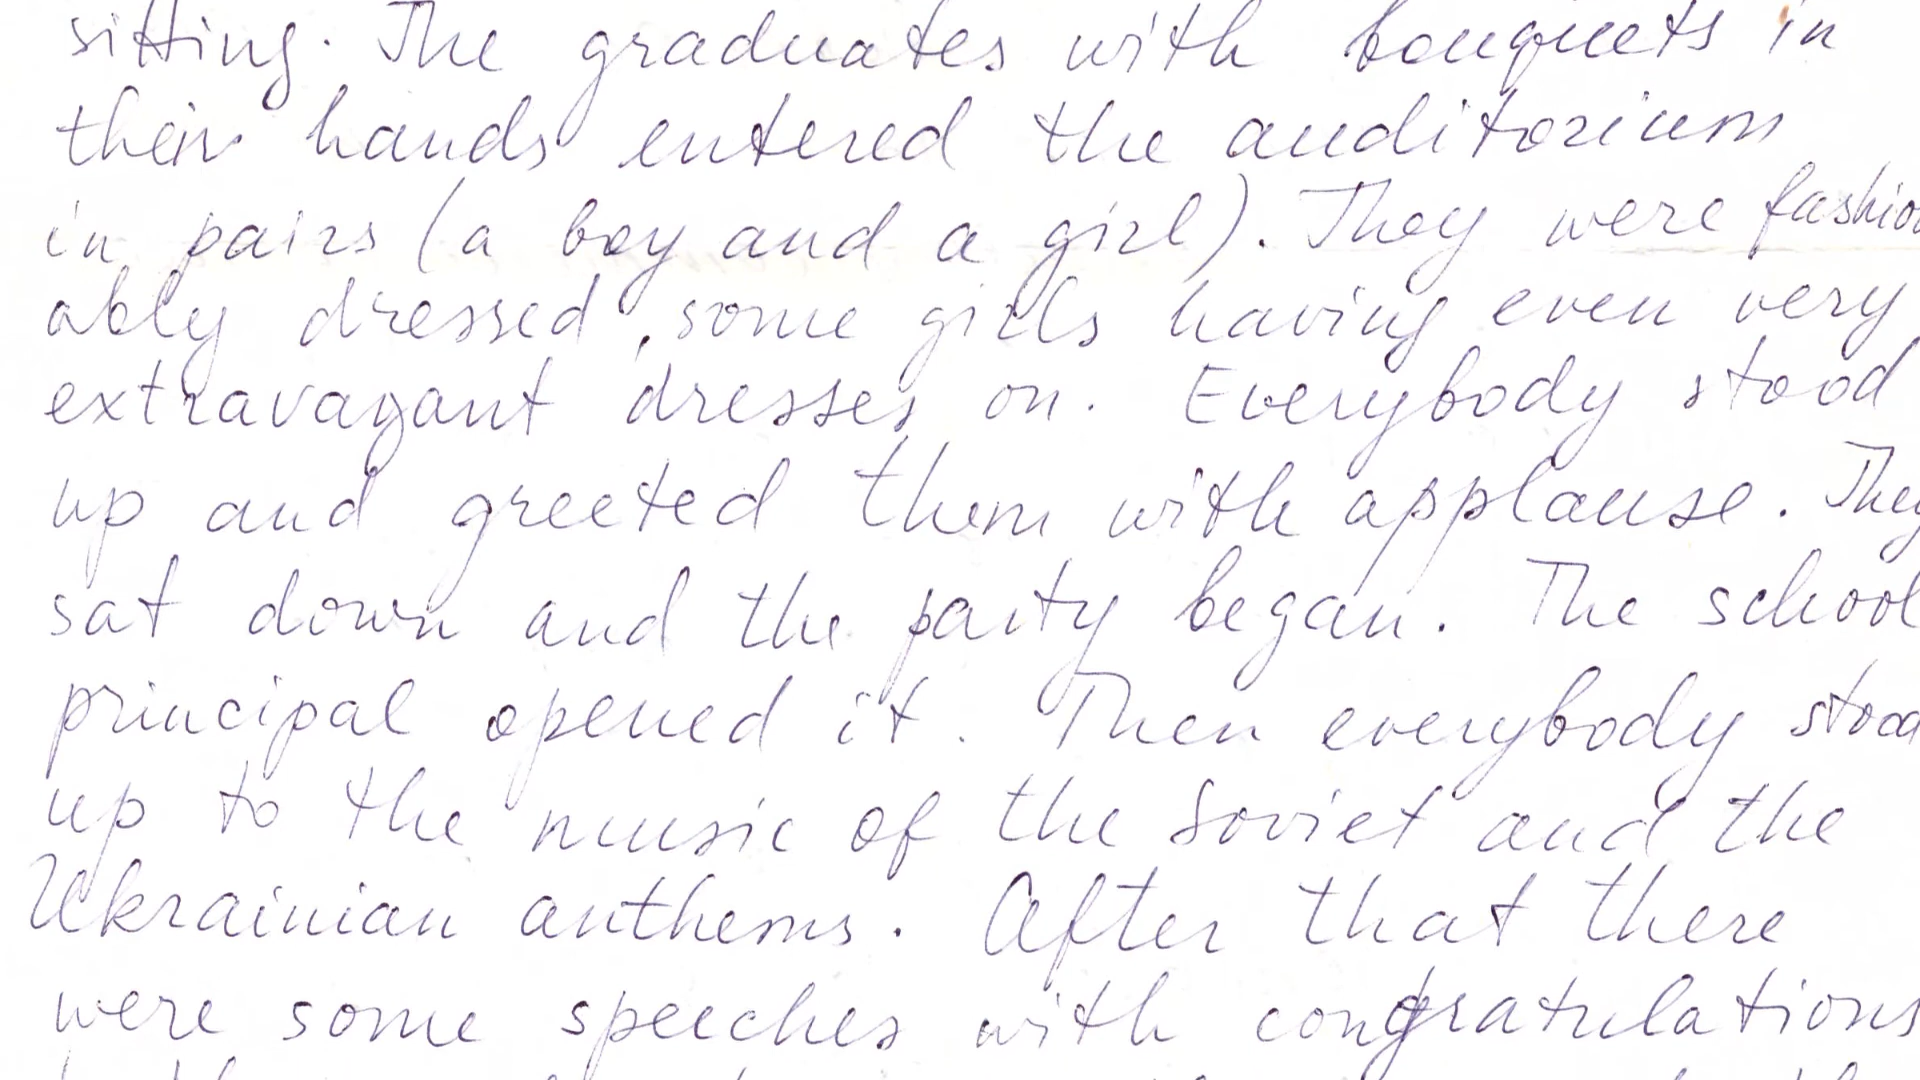 sitting. The graduates with bouquets in
their hands entered the auditorium
in pairs (a boy and a girl). They were fashion
ably dressed, some girls having even very
extravagant dresses on. Everybody stood
up and greeted them with applause. They
sat down and the party began. The school
principal opened it. Then everybody stood
up to the music of the Soviet and the
Ukrainian anthems. After that there
were some speeches with congratulations